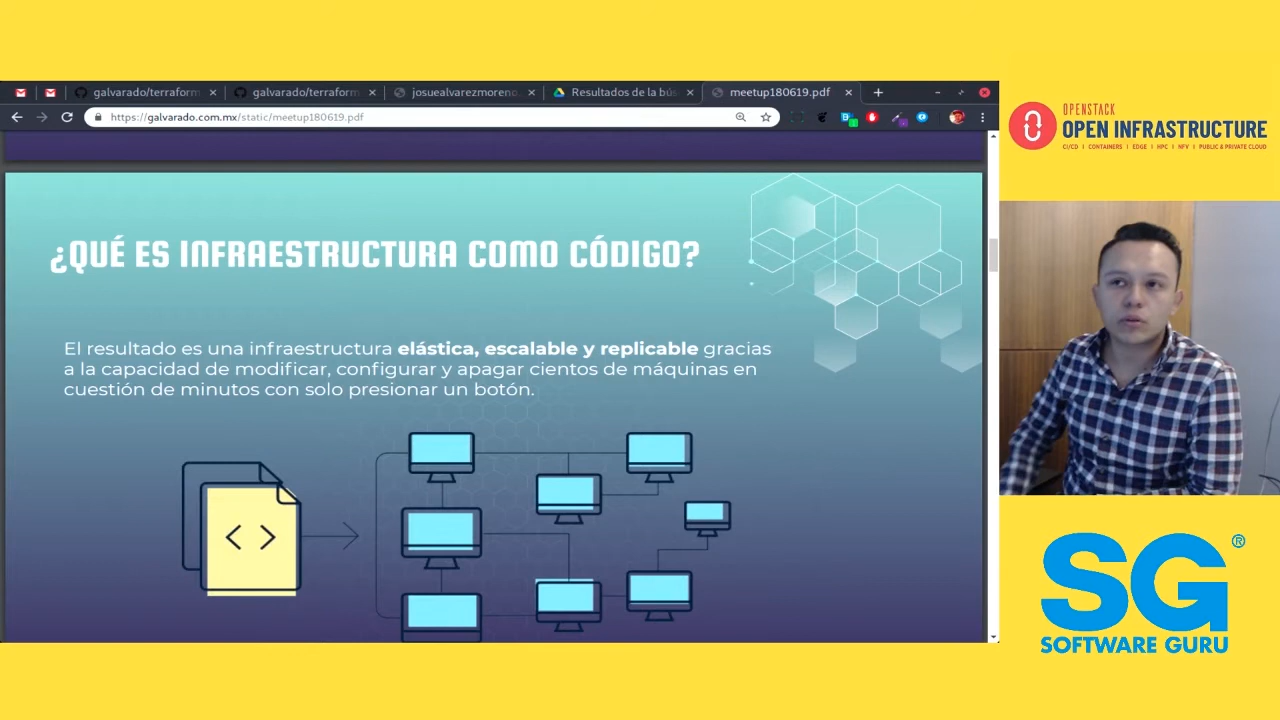 galvarado/terraform
galvarado/terraform
josuealvarezmoreno.
Resultados de la bús
meetup180619.pdf
https://galvarado.com.mx/static/meetup180619.pdf
¿QUÉ ES INFRAESTRUCTURA COMO CÓDIGO?
El resultado es una infraestructura elástica, escalable y replicable gracias
a la capacidad de modificar, configurar y apagar cientos de máquinas en
cuestión de minutos con solo presionar un botón.
< >
OPENSTACK
OPEN INFRASTRUCTURE
CI/CD | CONTAINERS | EDGE | HPC | NFV | PUBLIC & PRIVATE CLOUD
SG®
SOFTWARE GURU